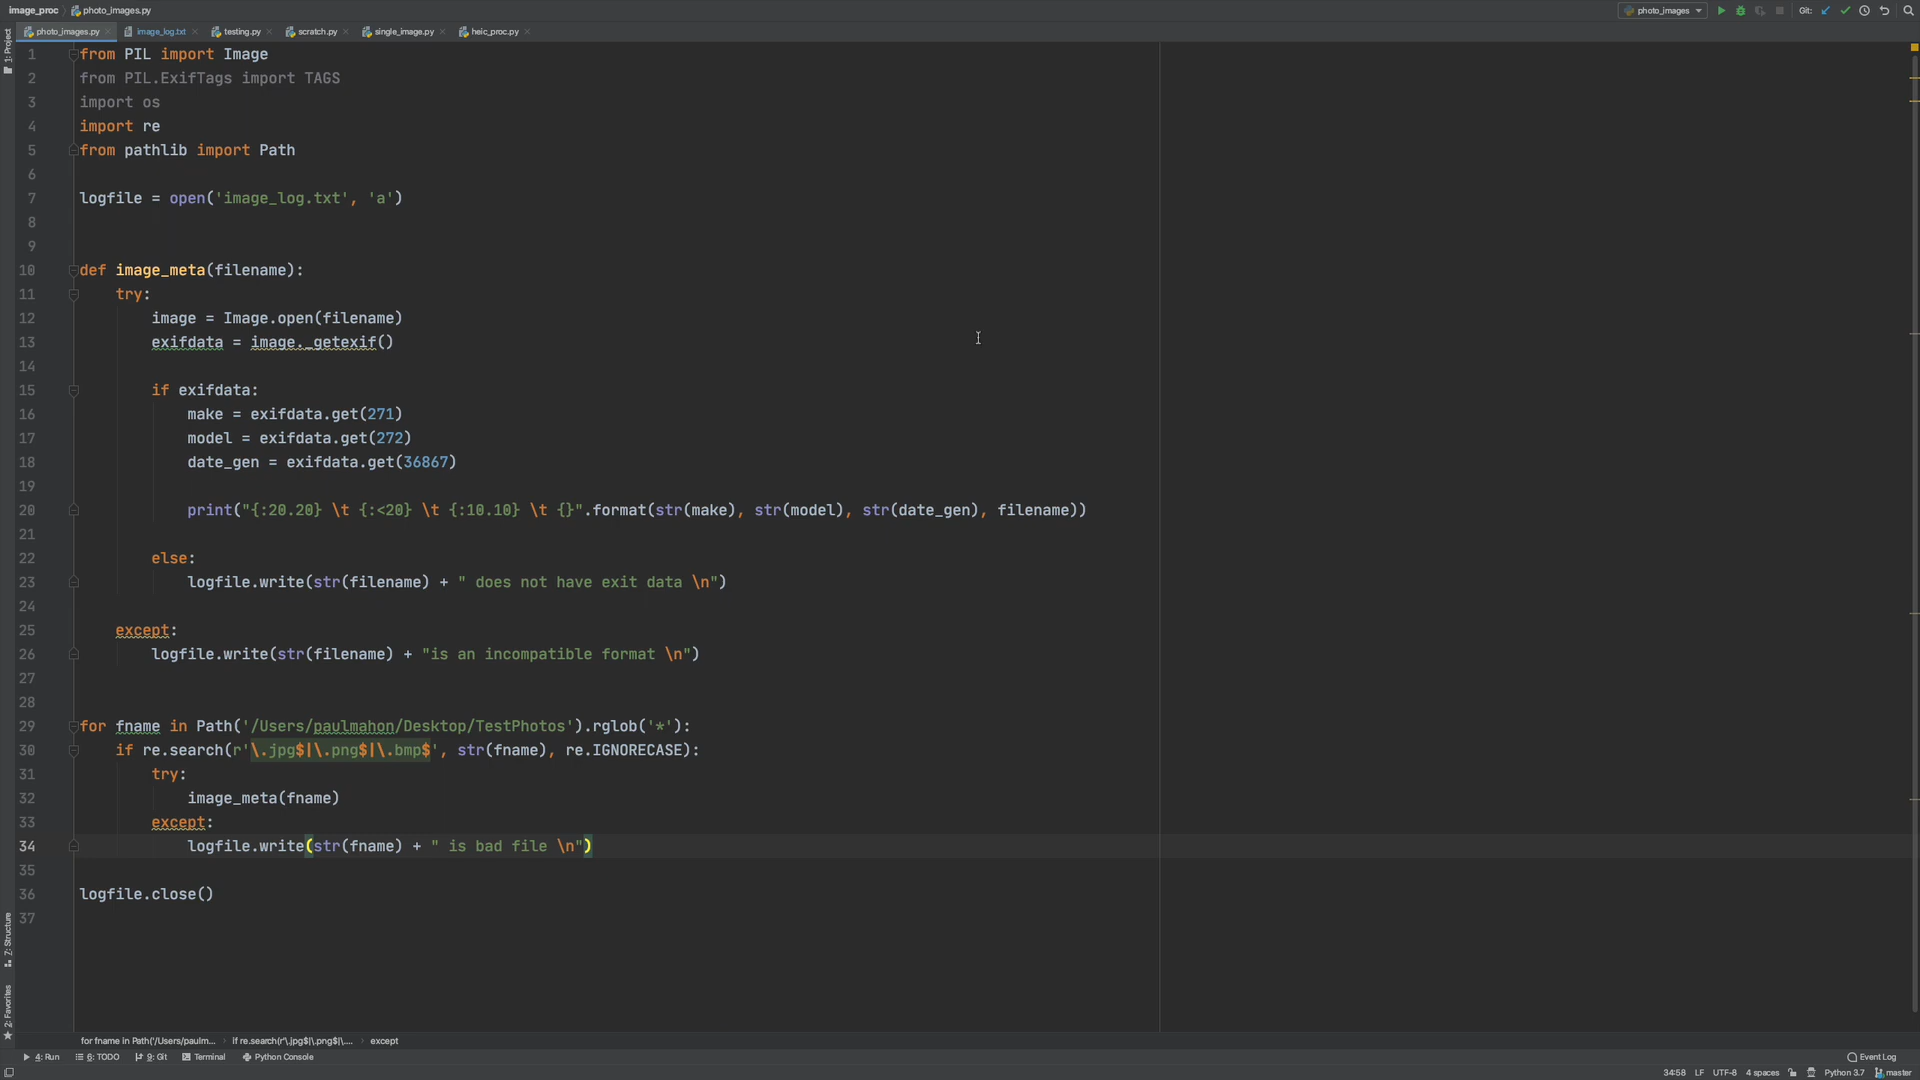 image_proc photo_images.py
photo_images Git:
photo_images.py image_log.txt testing.py scratch.py single_image.py heic_proc.py
1: Project
1 from PIL import Image
2 from PIL.ExifTags import TAGS
3 import os
4 import re
5 from pathlib import Path
6
7 logfile = open('image_log.txt', 'a')
8
9
10 def image_meta(filename):
11     try:
12         image = Image.open(filename)
13         exifdata = image._getexif()
14
15         if exifdata:
16             make = exifdata.get(271)
17             model = exifdata.get(272)
18             date_gen = exifdata.get(36867)
19
20             print("{:20.20} \t {:<20} \t {:10.10} \t {}".format(str(make), str(model), str(date_gen), filename))
21
22         else:
23             logfile.write(str(filename) + " does not have exit data \n")
24
25     except:
26         logfile.write(str(filename) + "is an incompatible format \n")
27
28
29 for fname in Path('/Users/paulmahon/Desktop/TestPhotos').rglob('*'):
30     if re.search(r'\.jpg$|\.png$|\.bmp$', str(fname), re.IGNORECASE):
31         try:
32             image_meta(fname)
33         except:
34             logfile.write(str(fname) + " is bad file \n")
35
36 logfile.close()
37
Z: Structure
2: Favorites
for fname in Path('/Users/paulm... if re.search(r'\.jpg$|\.png$|\.... except
4: Run 6: TODO 9: Git Terminal Python Console Event Log
34:58 LF UTF-8 4 spaces Python 3.7 master